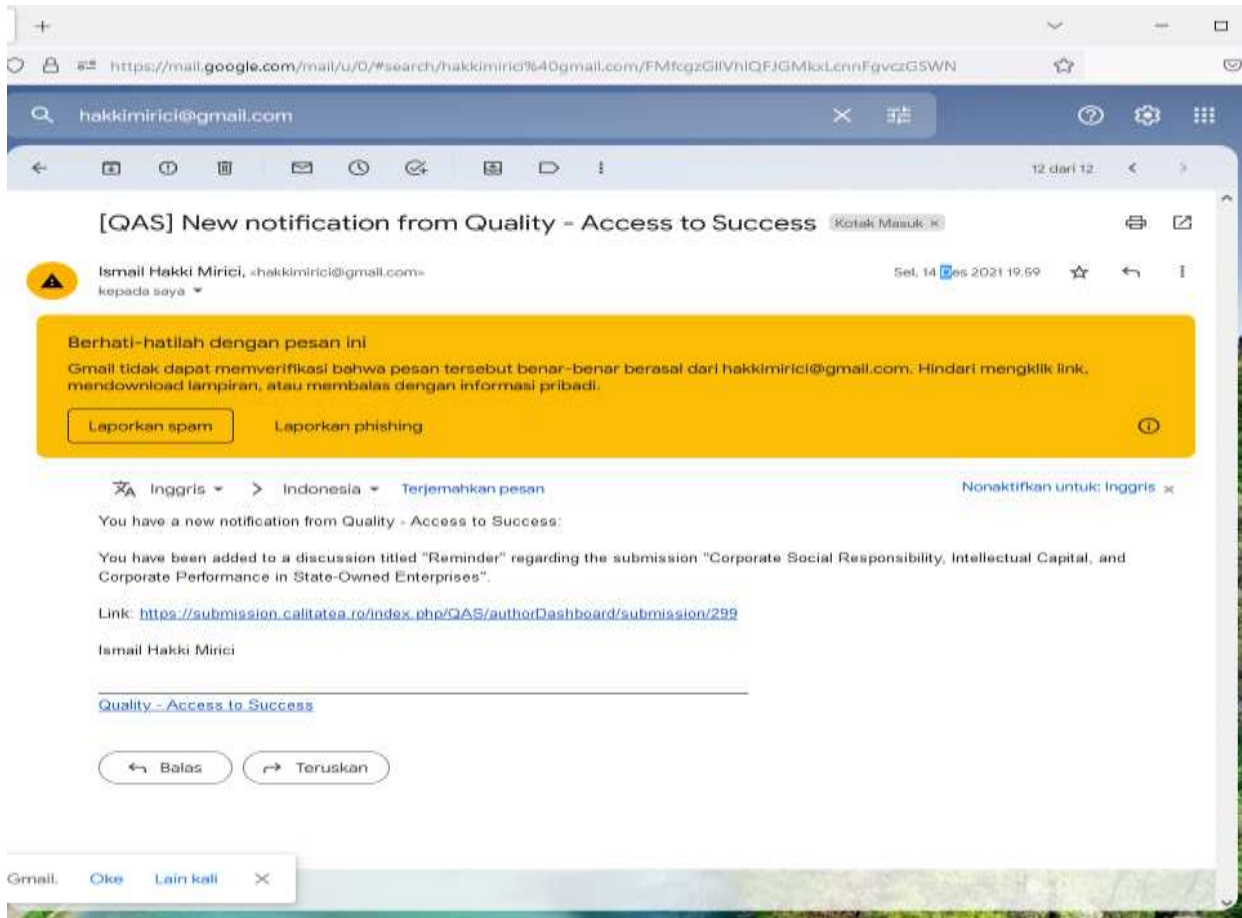 https://mail.google.com/mail/u/0/#search/hakkimirici%40gmail.com/
hakkimirici@gmail.com
12 dari 12
[QAS] New notification from Quality - Access to Success Kotak Masuk ×
Ismail Hakki Mirici, <hakkimirici@gmail.com> Sel, 14 Des 2021 19.59
kepada saya
Berhati-hatilah dengan pesan ini
Gmail tidak dapat memverifikasi bahwa pesan tersebut benar-benar berasal dari hakkimirici@gmail.com. Hindari mengklik link,
mendownload lampiran, atau membalas dengan informasi pribadi.
Laporkan spam Laporkan phishing
Inggris > Indonesia Terjemahkan pesan Nonaktifkan untuk: Inggris ×
You have a new notification from Quality - Access to Success:
You have been added to a discussion titled "Reminder" regarding the submission "Corporate Social Responsibility, Intellectual Capital, and
Corporate Performance in State-Owned Enterprises".
Link: https://submission.calitatea.ro/index.php/QAS/authorDashboard/submission/299
Ismail Hakki Mirici
Quality - Access to Success
Balas Teruskan
Gmail. Oke Lain kali ×